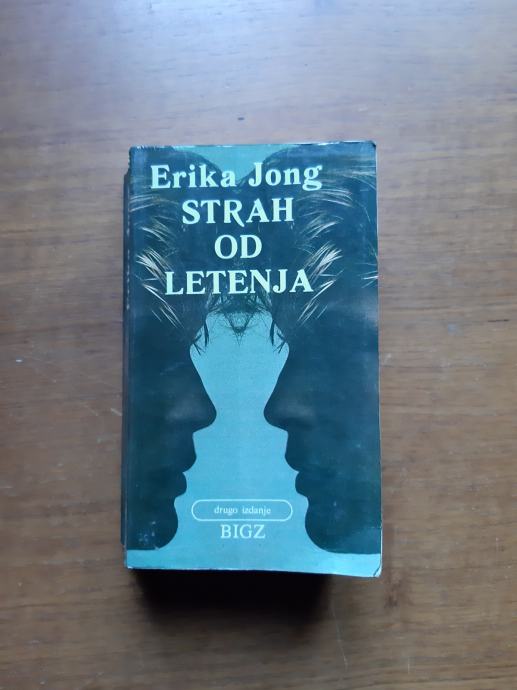 Erika Jong
STRAH
OD
LETENJA
drugo izdanje
BIGZ